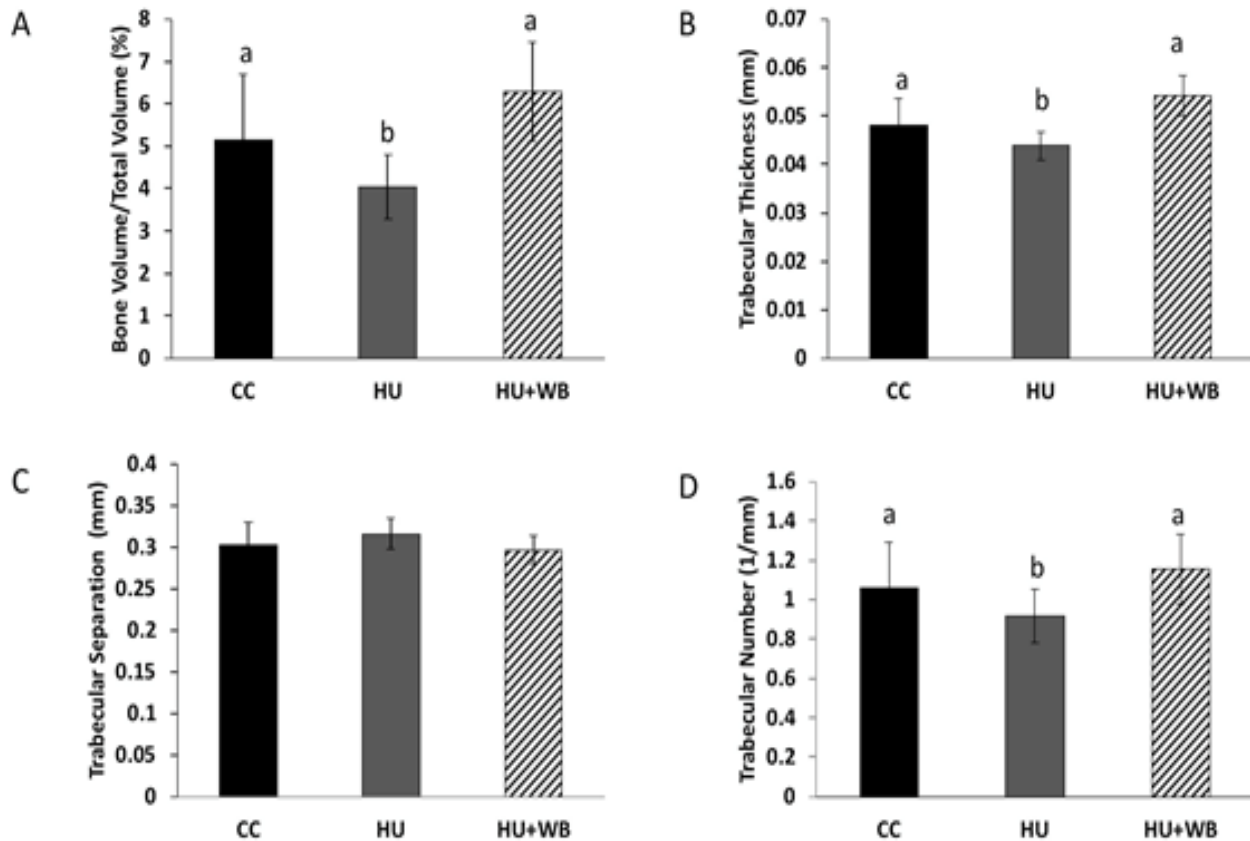 A
Bone Volume/Total Volume (%)
8
7
6
5
4
3
2
1
0
a
b
a
CC
HU
HU+WB
B
Trabecular Thickness (mm)
0.07
0.06
0.05
0.04
0.03
0.02
0.01
0
a
b
a
CC
HU
HU+WB
C
Trabecular Separation (mm)
0.4
0.35
0.3
0.25
0.2
0.15
0.1
0.05
0
CC
HU
HU+WB
D
Trabecular Number (1/mm)
1.6
1.4
1.2
1
0.8
0.6
0.4
0.2
0
a
b
a
CC
HU
HU+WB